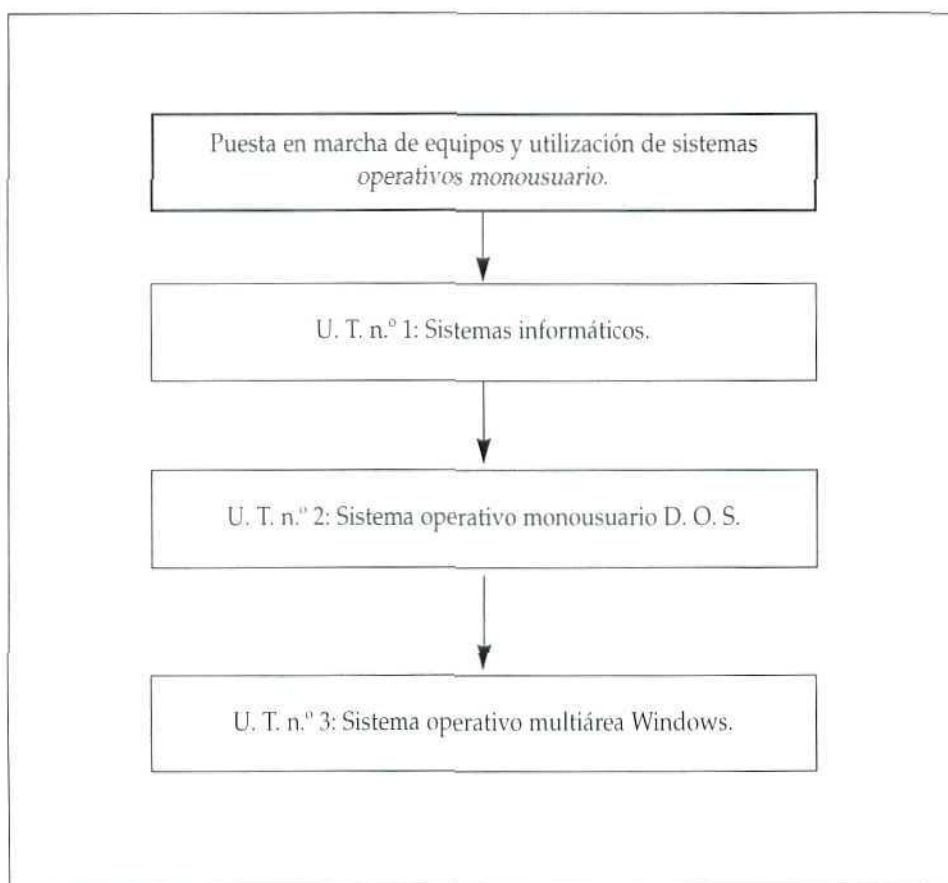 Puesta en marcha de equipos y utilización de sistemas
operativos monousuario.
U. T. n.º 1: Sistemas informáticos.
U. T. n.º 2: Sistema operativo monousuario D. O. S.
U. T. n.º 3: Sistema operativo multiárea Windows.